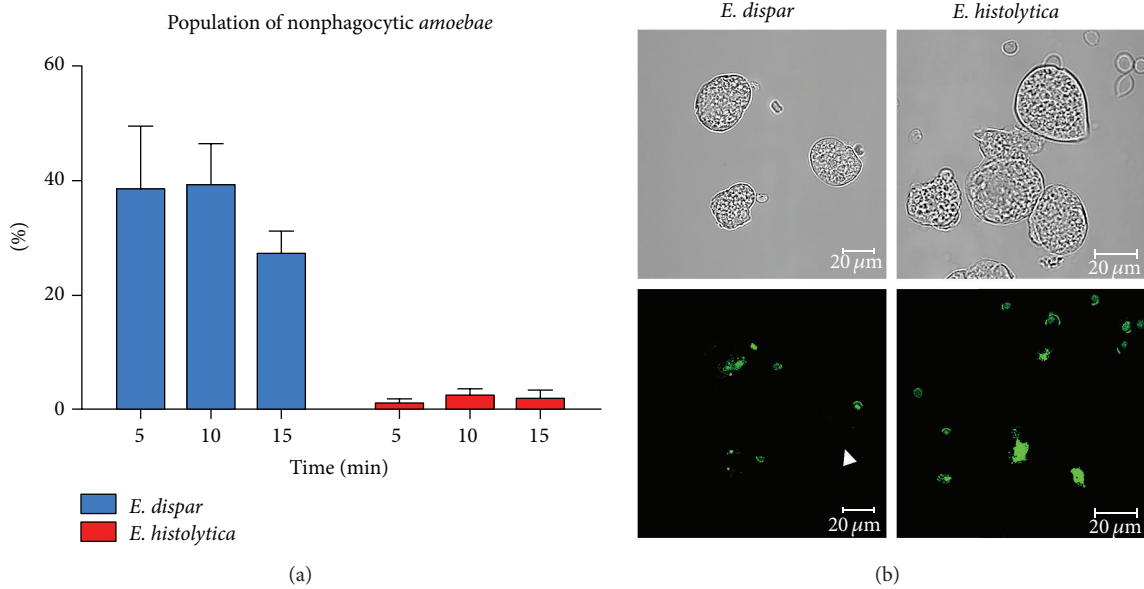 Population of nonphagocytic amoebae
60
40
20
0
(%)
5 10 15 5 10 15
Time (min)
E. dispar
E. histolytica
(a)
E. dispar E. histolytica
20 μm 20 μm
20 μm 20 μm
(b)